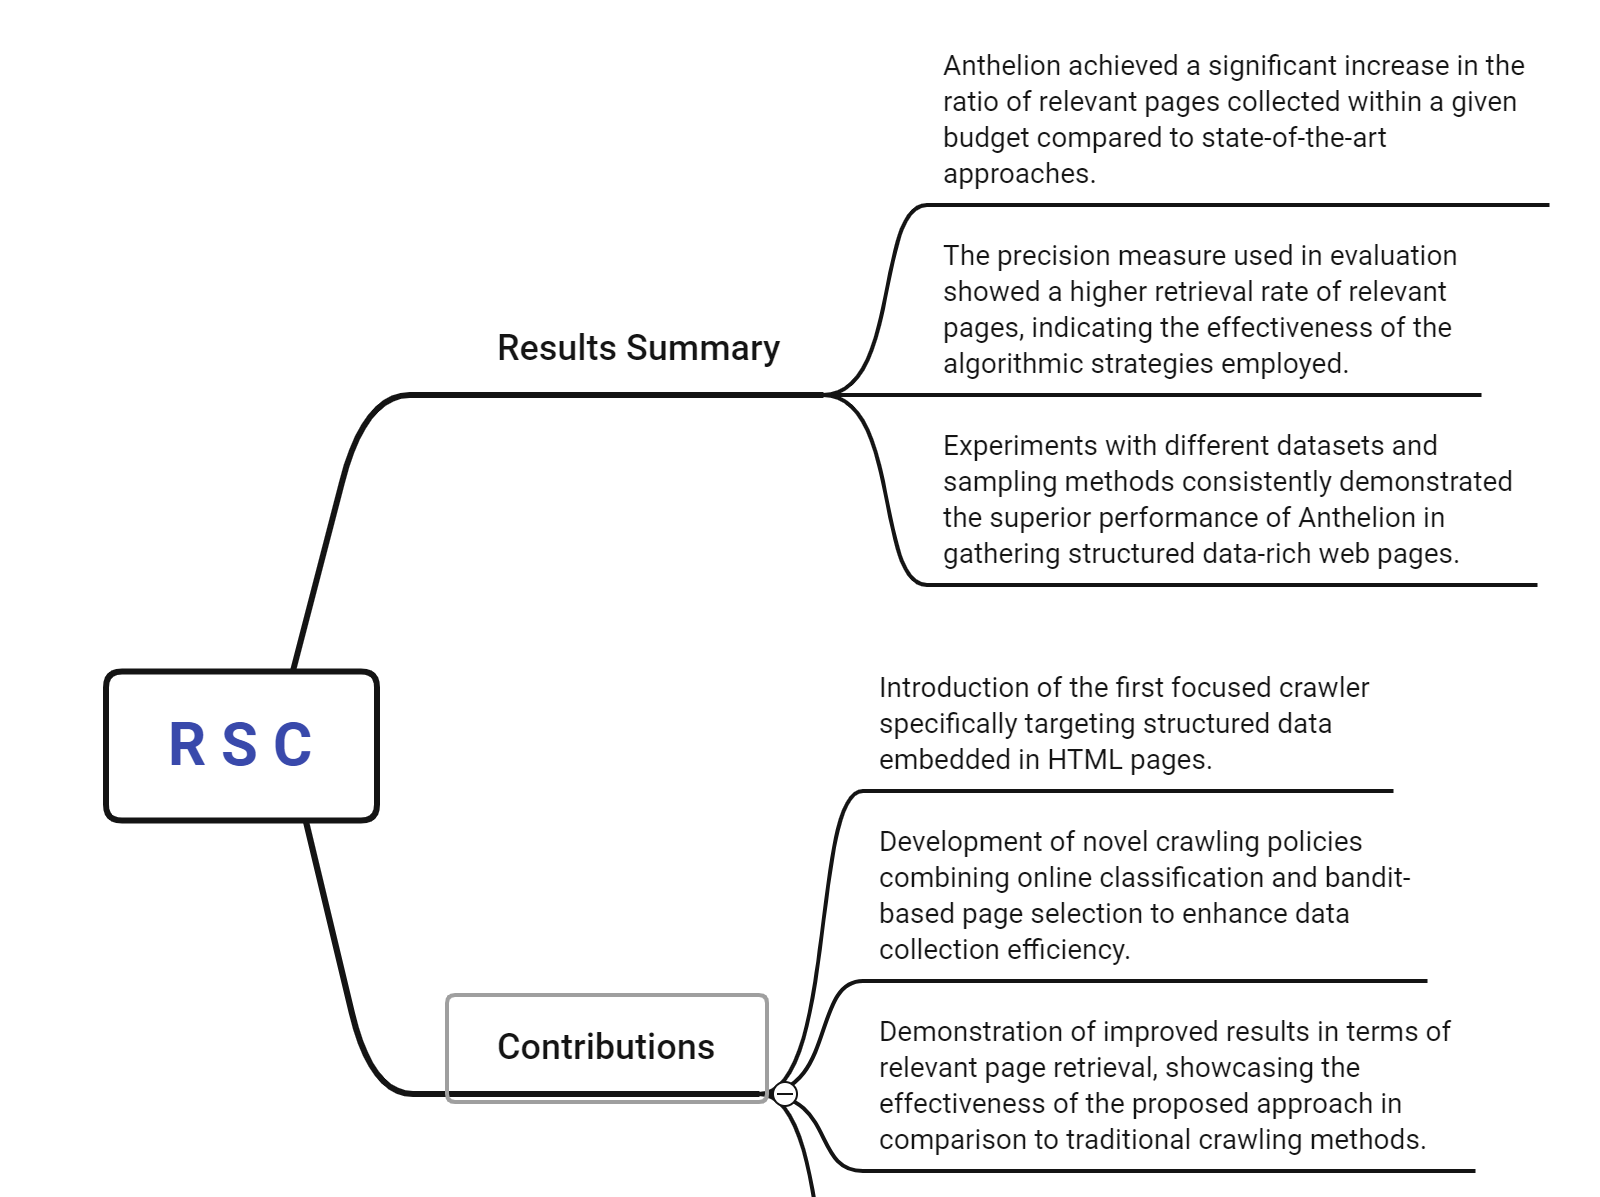 Anthelion achieved a significant increase in the
ratio of relevant pages collected within a given
budget compared to state-of-the-art
approaches.
The precision measure used in evaluation
showed a higher retrieval rate of relevant
pages, indicating the effectiveness of the
algorithmic strategies employed.
Results Summary
Experiments with different datasets and
sampling methods consistently demonstrated
the superior performance of Anthelion in
gathering structured data-rich web pages.
R S C
Introduction of the first focused crawler
specifically targeting structured data
embedded in HTML pages.
Development of novel crawling policies
combining online classification and bandit-
based page selection to enhance data
collection efficiency.
Contributions
Demonstration of improved results in terms of
relevant page retrieval, showcasing the
effectiveness of the proposed approach in
comparison to traditional crawling methods.